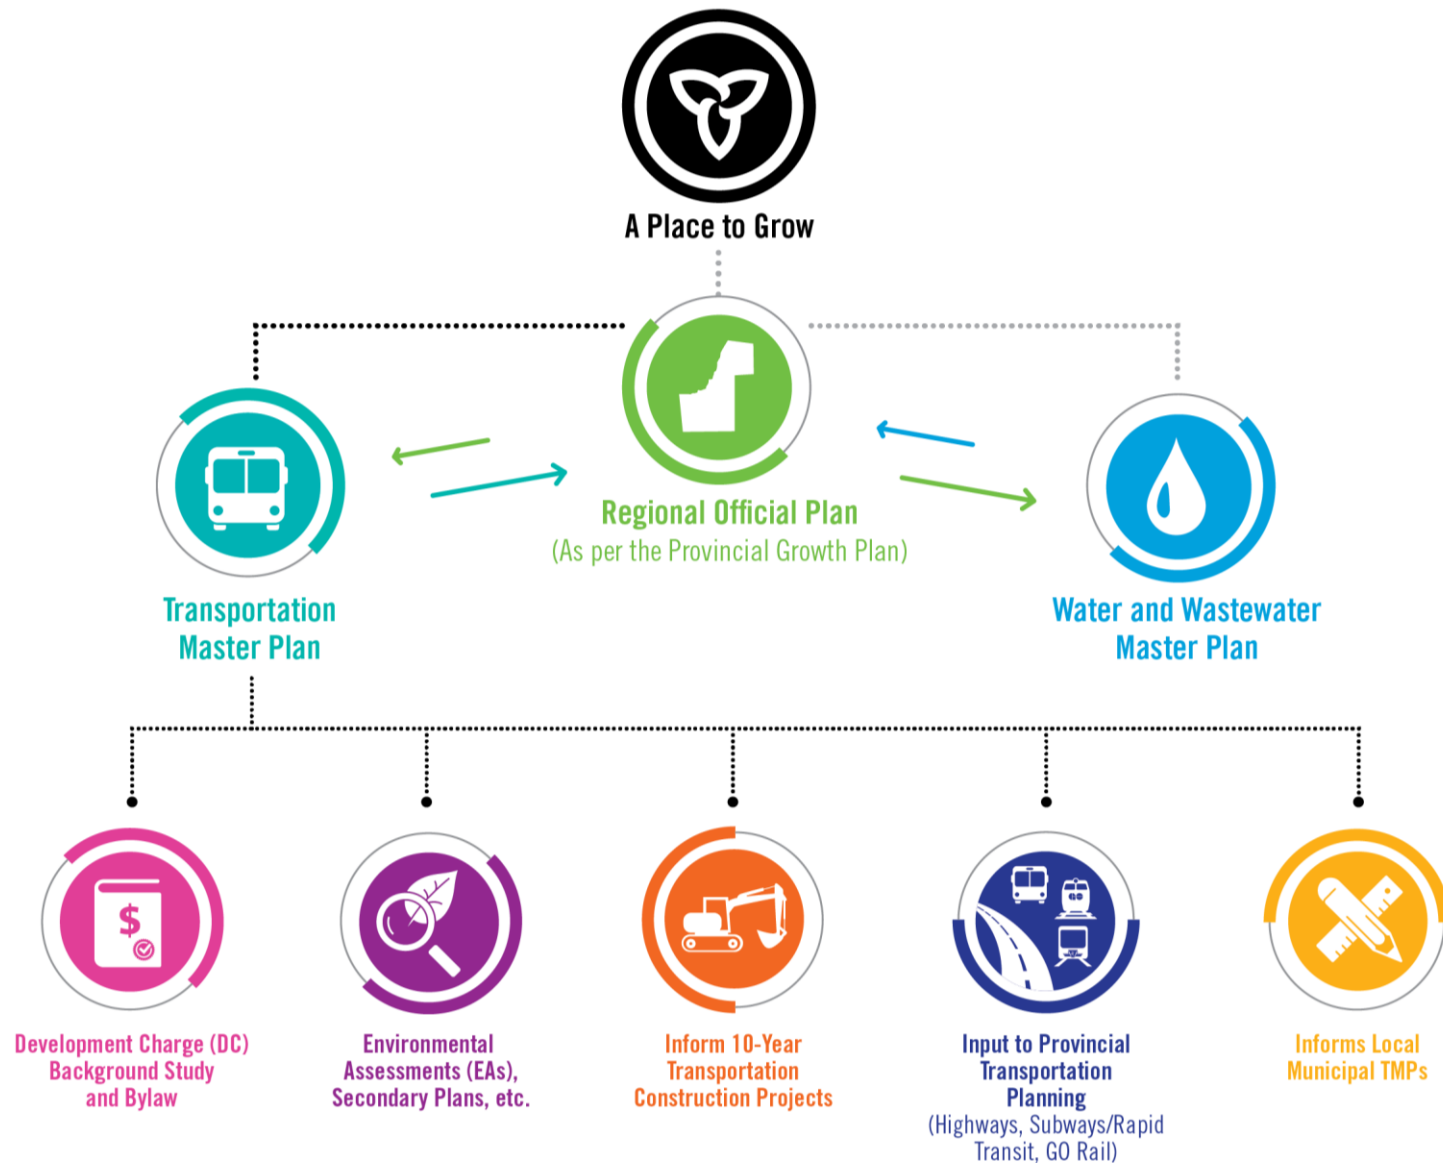 A Place to Grow
Regional Official Plan
(As per the Provincial Growth Plan)
Transportation
Master Plan
Water and Wastewater
Master Plan
$
Development Charge (DC)
Background Study
and Bylaw
Environmental
Assessments (EAs),
Secondary Plans, etc.
Inform 10-Year
Transportation
Construction Projects
GO
Input to Provincial
Transportation
Planning
(Highways, Subways/Rapid
Transit, GO Rail)
Informs Local
Municipal TMPs